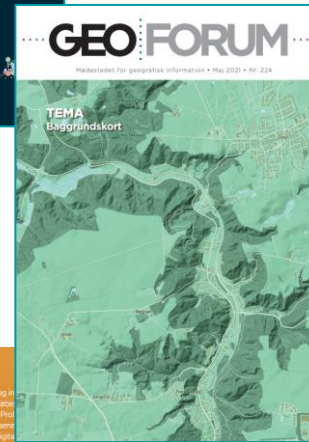 GEO FORUM
Mødestedet for geografisk information • Maj 2021 • Nr. 224
TEMA
Baggrundskort